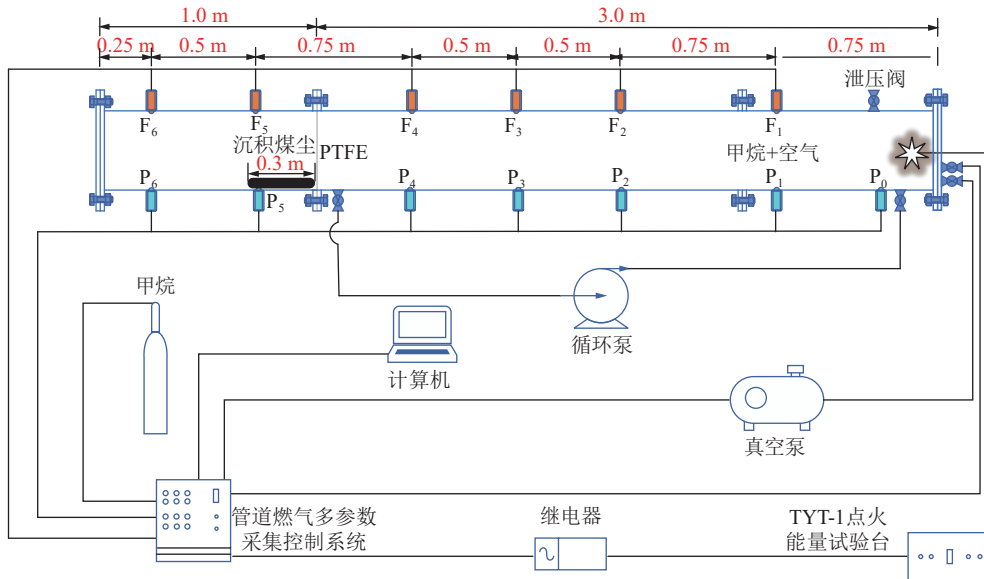 1.0 m
3.0 m
0.25 m
0.5 m
0.75 m
0.5 m
0.5 m
0.75 m
0.75 m
泄压阀
F₆
F₅
F₄
F₃
F₂
F₁
沉积煤尘
PTFE
甲烷+空气
0.3 m
P₆
P₅
P₄
P₃
P₂
P₁
P₀
甲烷
循环泵
计算机
真空泵
管道燃气多参数
采集控制系统
继电器
TYT-1点火
能量试验台